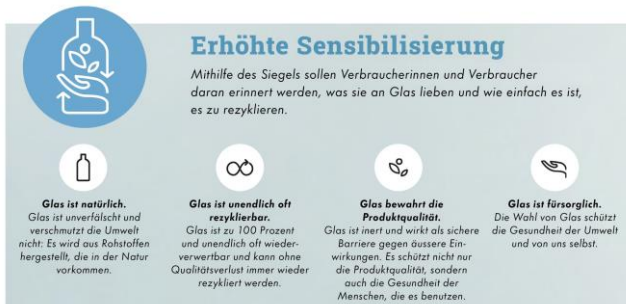 Erhöhte Sensibilisierung
Mithilfe des Siegels sollen Verbraucherinnen und Verbraucher
daran erinnert werden, was sie an Glas lieben und wie einfach es ist,
es zu rezyklieren.
Glas ist natürlich.
Glas ist unverfälscht und
verschmutzt die Umwelt
nicht: Es wird aus Rohstoffen
hergestellt, die in der Natur
vorkommen.
Glas ist unendlich oft
rezyklierbar.
Glas ist zu 100 Prozent
und unendlich oft wieder-
verwertbar und kann ohne
Qualitätsverlust immer wieder
rezykliert werden.
Glas bewahrt die
Produktqualität.
Glas ist inert und wirkt als sichere
Barriere gegen äussere Ein-
wirkungen. Es schützt nicht nur
die Produktqualität, sondern
auch die Gesundheit der
Menschen, die es benutzen.
Glas ist fürsorglich.
Die Wahl von Glas schützt
die Gesundheit der Umwelt
und von uns selbst.